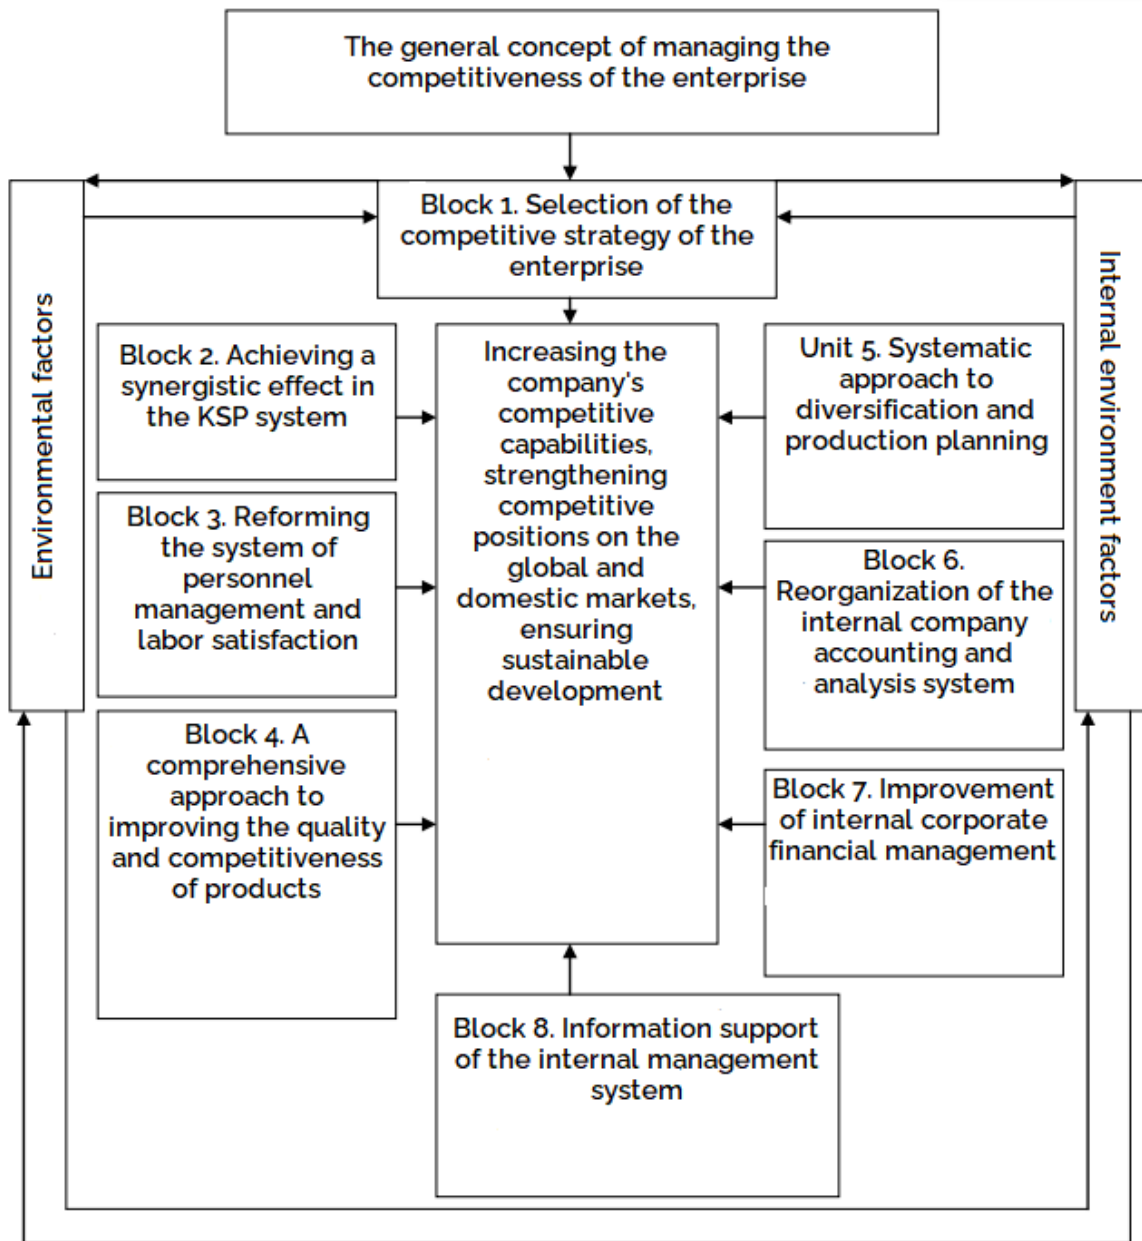 The general concept of managing the
competitiveness of the enterprise
Block 1. Selection of the
competitive strategy of the
enterprise
Environmental factors
Block 2. Achieving a
synergistic effect in
the KSP system
Block 3. Reforming
the system of
personnel
management and
labor satisfaction
Block 4. A
comprehensive
approach to
improving the quality
and competitiveness
of products
Increasing the
company's
competitive
capabilities,
strengthening
competitive
positions on the
global and
domestic markets,
ensuring
sustainable
development
Unit 5. Systematic
approach to
diversification and
production planning
Block 6.
Reorganization of the
internal company
accounting and
analysis system
Block 7. Improvement
of internal corporate
financial management
Internal environment factors
Block 8. Information support
of the internal management
system